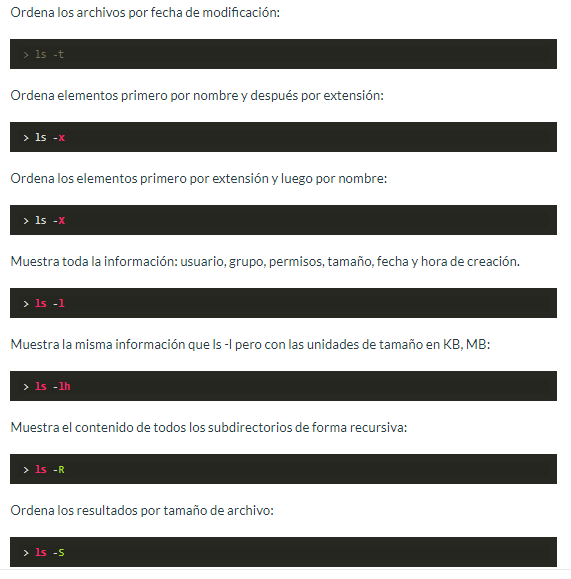 Ordena los archivos por fecha de modificación:
> ls -t
Ordena elementos primero por nombre y después por extensión:
> ls -x
Ordena los elementos primero por extensión y luego por nombre:
> ls -X
Muestra toda la información: usuario, grupo, permisos, tamaño, fecha y hora de creación.
> ls -l
Muestra la misma información que ls -l pero con las unidades de tamaño en KB, MB:
> ls -lh
Muestra el contenido de todos los subdirectorios de forma recursiva:
> ls -R
Ordena los resultados por tamaño de archivo:
> ls -S